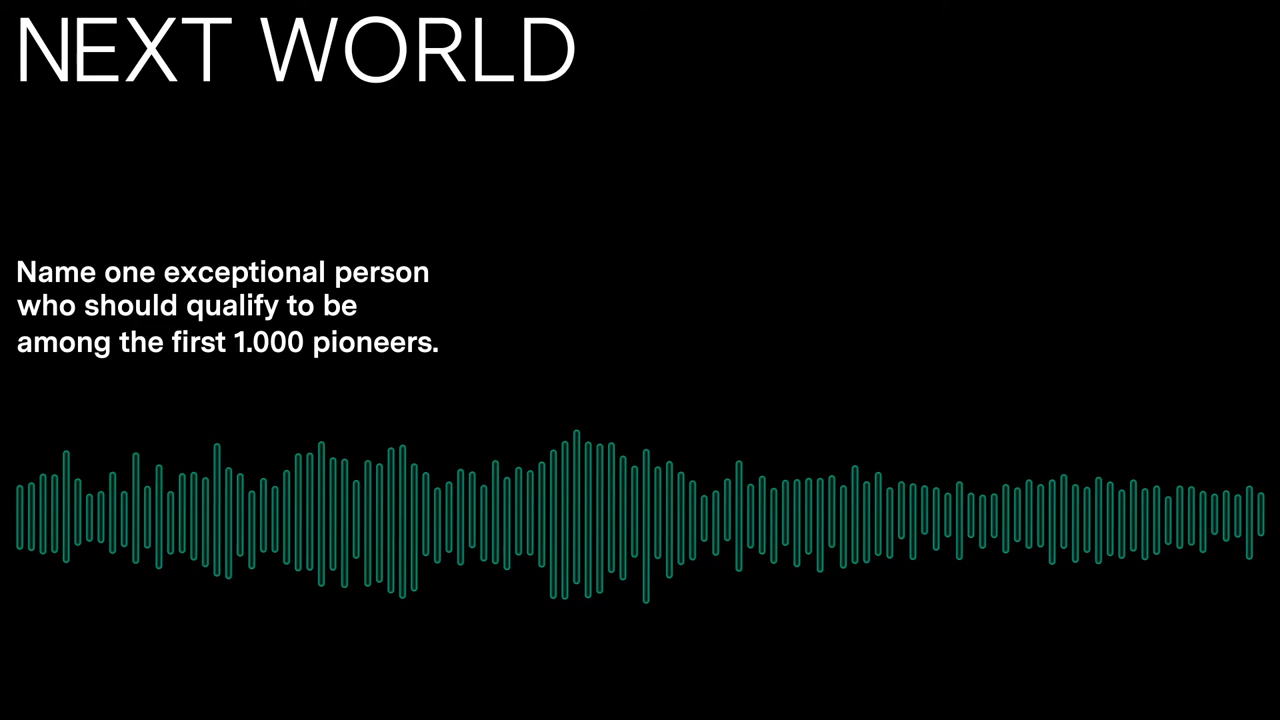 NEXT WORLD
Name one exceptional person
who should qualify to be
among the first 1.000 pioneers.